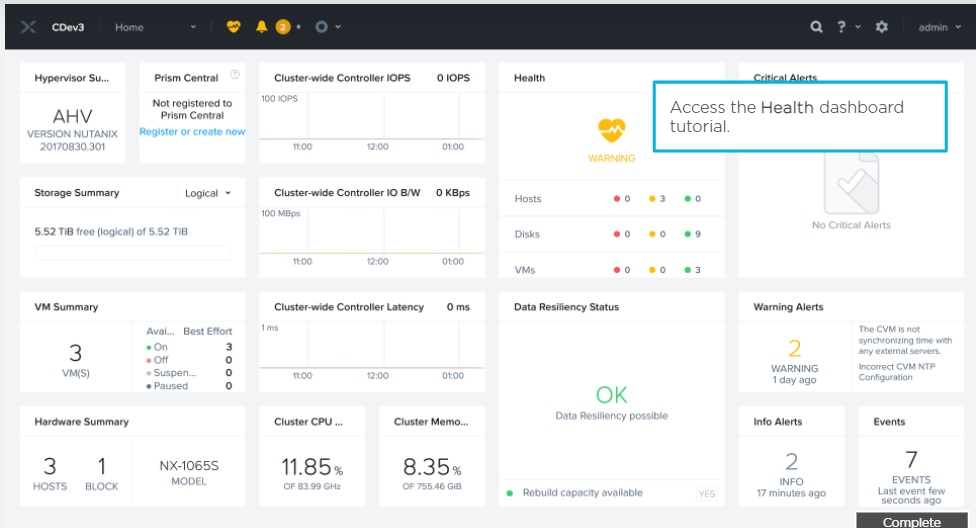 CDev3 Home 2 admin
Hypervisor Su...
AHV
VERSION NUTANIX
20170830.301
Prism Central ?
Not registered to
Prism Central
Register or create new
Cluster-wide Controller IOPS 0 IOPS
100 IOPS
11:00 12:00 01:00
Health
WARNING
Hosts 0 3 0
Disks 0 0 9
VMs 0 0 3
Critical Alerts
Access the Health dashboard
tutorial.
No Critical Alerts
Storage Summary Logical
5.52 TiB free (logical) of 5.52 TiB
Cluster-wide Controller IO B/W 0 KBps
100 MBps
11:00 12:00 01:00
VM Summary
3
VM(S)
Avai... Best Effort
On 3
Off 0
Suspen... 0
Paused 0
Cluster-wide Controller Latency 0 ms
1 ms
11:00 12:00 01:00
Data Resiliency Status
OK
Data Resiliency possible
Rebuild capacity available YES
Warning Alerts
2
WARNING
1 day ago
The CVM is not
synchronizing time with
any external servers.
Incorrect CVM NTP
Configuration
Hardware Summary
3
HOSTS
1
BLOCK
NX-1065S
MODEL
Cluster CPU ...
11.85 %
OF 83.99 GHz
Cluster Memo...
8.35 %
OF 755.46 GiB
Info Alerts
2
INFO
17 minutes ago
Events
7
EVENTS
Last event few
seconds ago
Complete